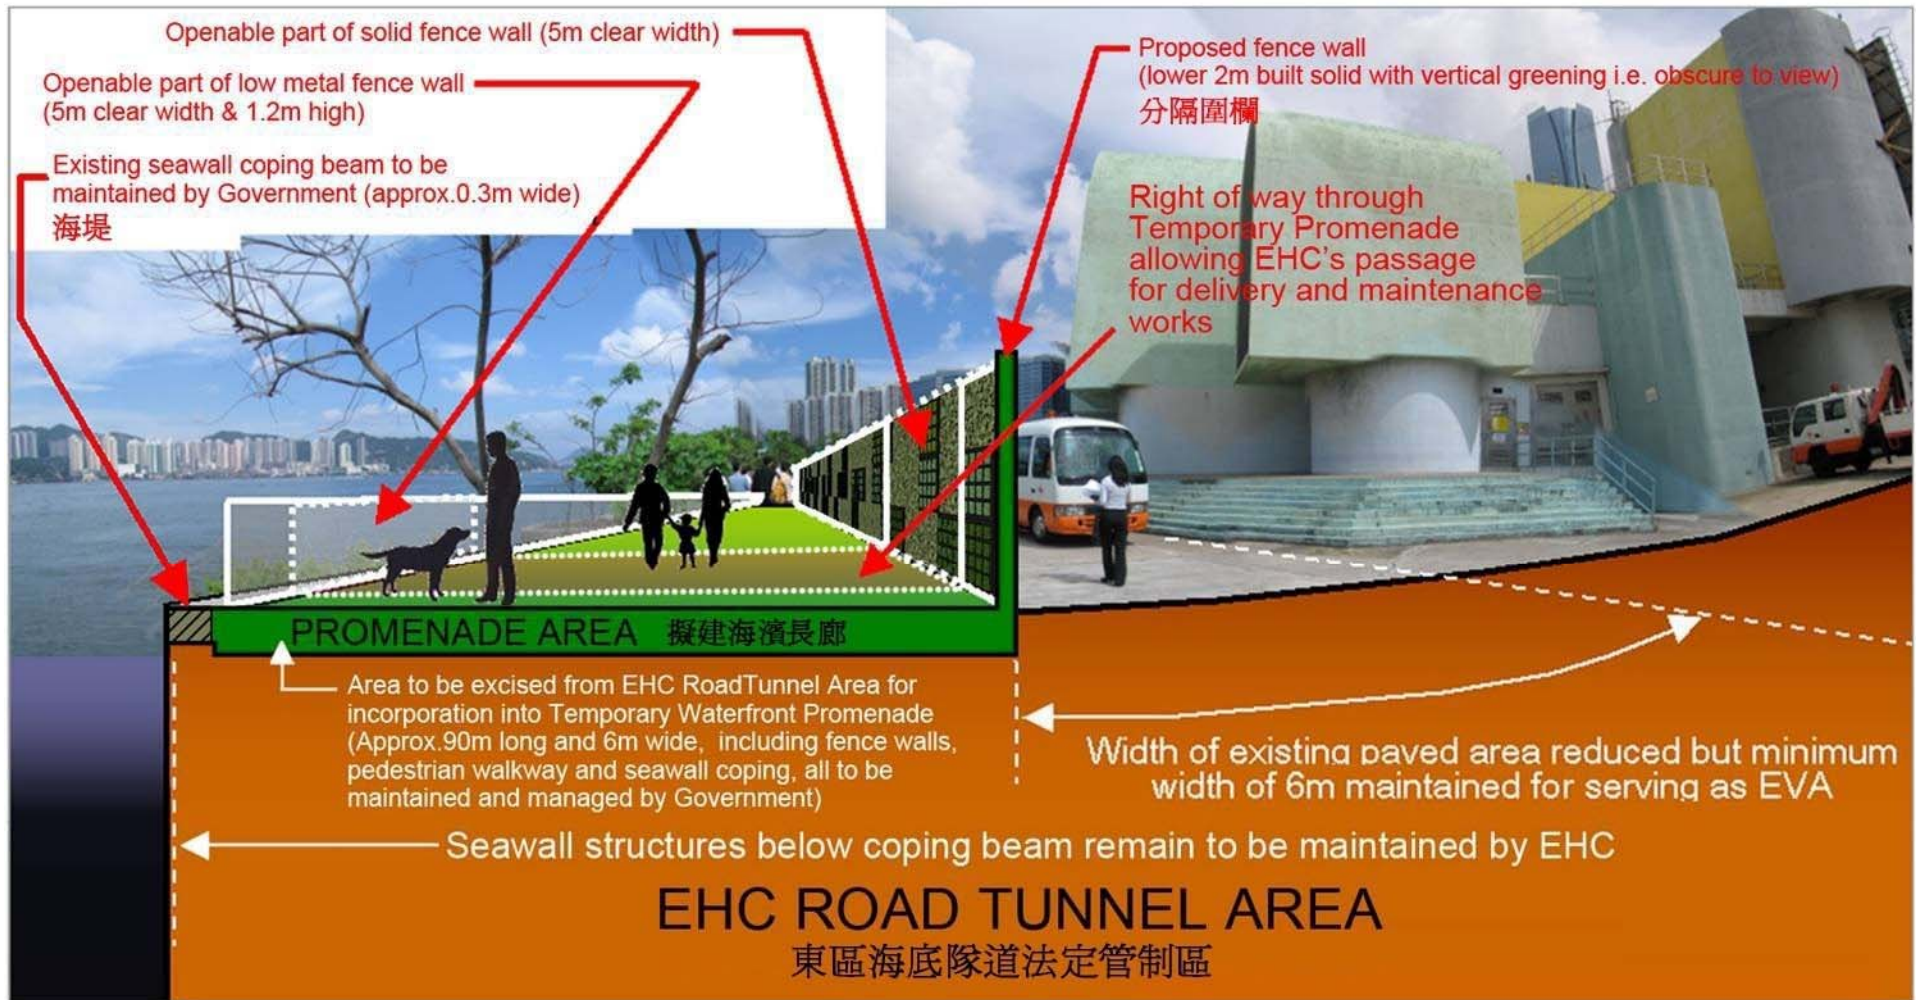 Openable part of solid fence wall (5m clear width)
Openable part of low metal fence wall
(5m clear width & 1.2m high)
Existing seawall coping beam to be
maintained by Government (approx.0.3m wide)
海堤
Proposed fence wall
(lower 2m built solid with vertical greening i.e. obscure to view)
分隔圍欄
Right of way through
Temporary Promenade
allowing EHC's passage
for delivery and maintenance
works
PROMENADE AREA 擬建海濱長廊
Area to be excised from EHC RoadTunnel Area for
incorporation into Temporary Waterfront Promenade
(Approx.90m long and 6m wide, including fence walls,
pedestrian walkway and seawall coping, all to be
maintained and managed by Government)
Width of existing paved area reduced but minimum
width of 6m maintained for serving as EVA
Seawall structures below coping beam remain to be maintained by EHC
EHC ROAD TUNNEL AREA
東區海底隧道法定管制區